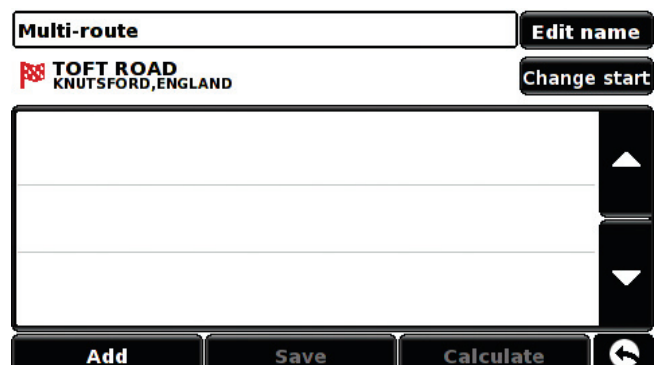 Multi-route
Edit name
TOFT ROAD
KNUTSFORD,ENGLAND
Change start
Add
Save
Calculate